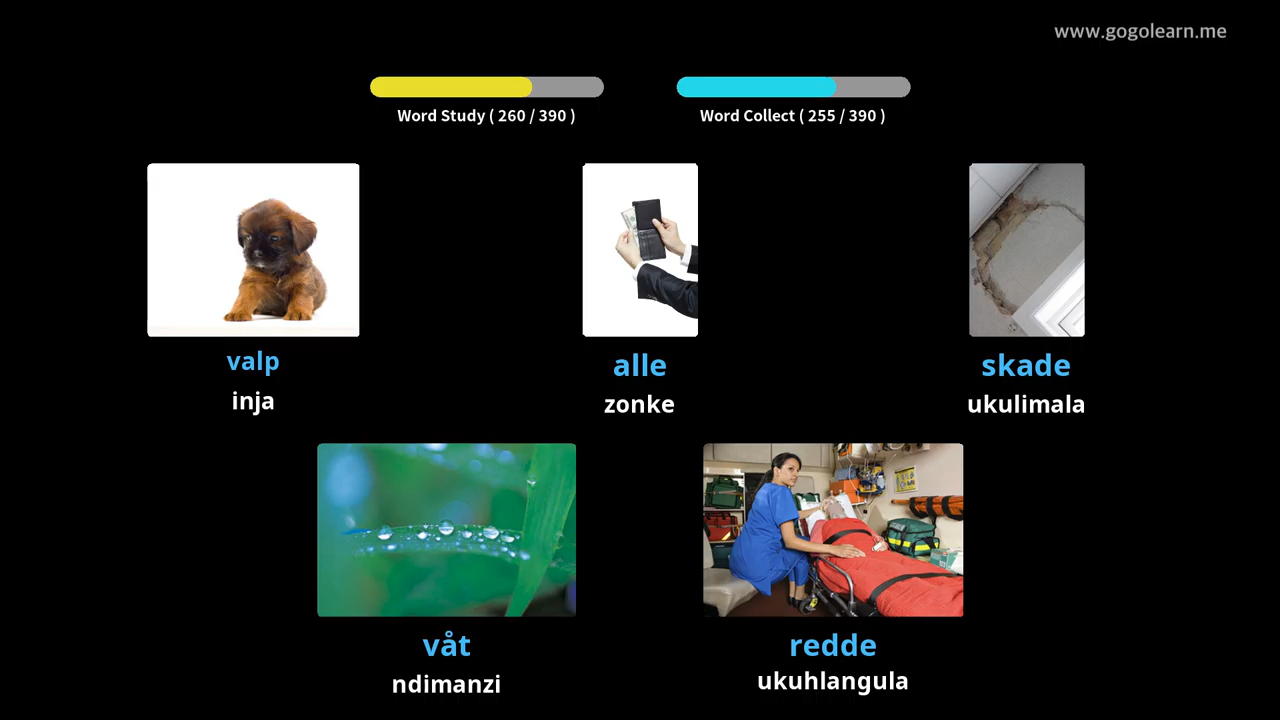 www.gogolearn.me
Word Study ( 260 / 390 )
Word Collect ( 255 / 390 )
valp
inja
alle
zonke
skade
ukulimala
våt
ndimanzi
redde
ukuhlangula